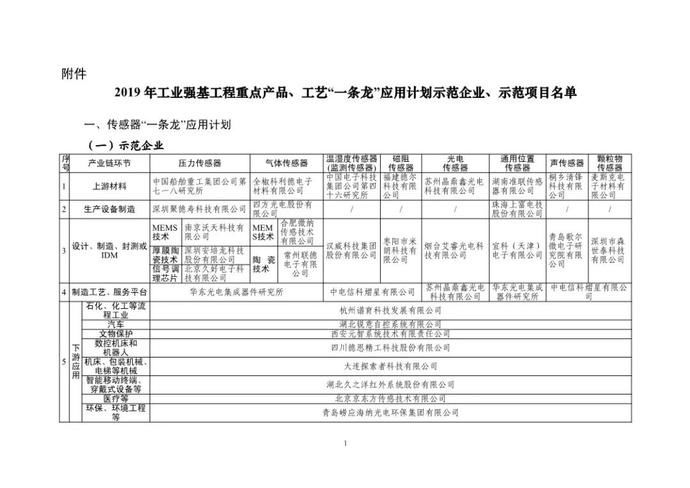 附件
2019 年工业强基工程重点产品、工艺“一条龙”应用计划示范企业、示范项目名单
一、传感器“一条龙”应用计划
（一）示范企业
序号 产业链环节 压力传感器 气体传感器 温湿度传感器(监测传感器) 磁阻传感器 光电传感器 通用位置传感器 声传感器 颗粒物传感器
1 上游材料 中国船舶重工集团公司第七一八研究所 全椒科利德电子材料有限公司 中国电子科技集团公司第四十六研究所 福建德尔科技有限公司 苏州晶鼎鑫光电科技有限公司 湖南准联传感器有限公司 桐乡清锋科技有限公司 麦斯克电子材料有限公司
2 生产设备制造 深圳聚德寿科技有限公司 四方光电股份有限公司 / / / 珠海上富电技股份有限公司 / /
3 设计、制造、封测或IDM MEMS技术 南京沃天科技有限公司 MEMS技术 合肥微纳传感技术有限公司 汉威科技集团股份有限公司 枣阳市米朗科技有限公司 烟台艾睿光电科技有限公司 宜科（天津）电子有限公司 青岛歌尔微电子研究院有限公司 深圳市森世泰科技有限公司
厚膜陶瓷技术 深圳安培龙科技股份有限公司 陶瓷技术 常州联德电子有限公司
信号调理芯片 北京久好电子科技有限公司
4 制造工艺、服务平台 华东光电集成器件研究所 中电信科熠星有限公司 苏州晶鼎鑫光电科技有限公司 华东光电集成器件研究所 中电信科熠星有限公司
5 下游应用 石化、化工等流程工业 杭州谱育科技发展有限公司
汽车 湖北锐意自控系统有限公司
文物保护 西安元智系统技术有限责任公司
数控机床和机器人 四川德恩精工科技股份有限公司
机床、包装机械、电梯等机械 大连探索者科技有限公司
智能移动终端、穿戴式设备等 湖北久之洋红外系统股份有限公司
医疗等 北京京东方传感技术有限公司
环保、环境工程等 青岛崂应海纳光电环保集团有限公司
1